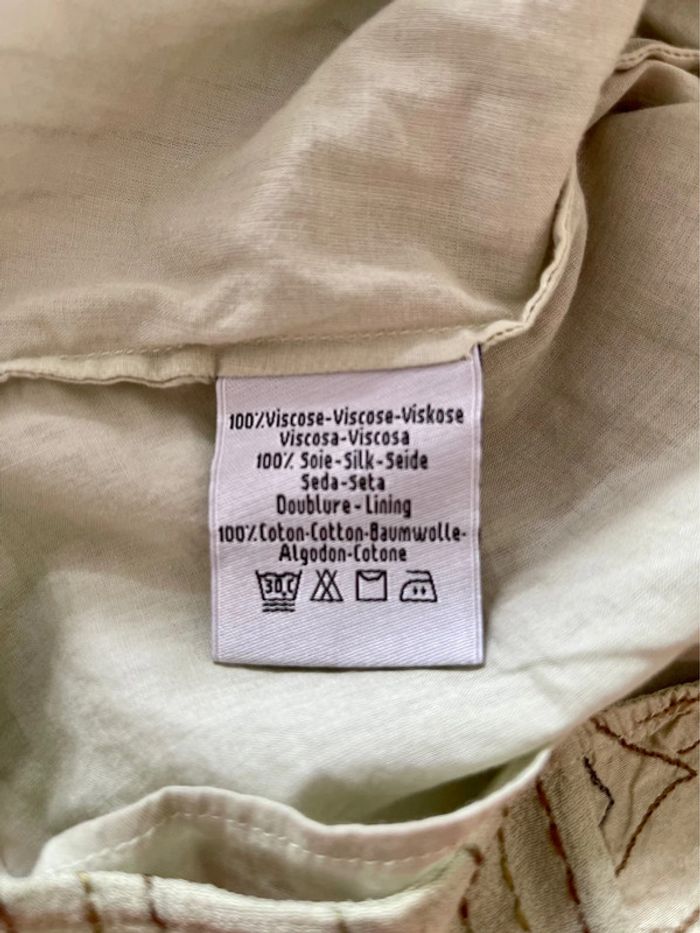 100%Viscose-Viscose-Viskose
Viscosa-Viscosa
100% Soie-Silk-Seide
Seda-Seta
Doublure-Lining
100%Coton-Cotton-Baumwolle-
Algodon-Cotone
30.C